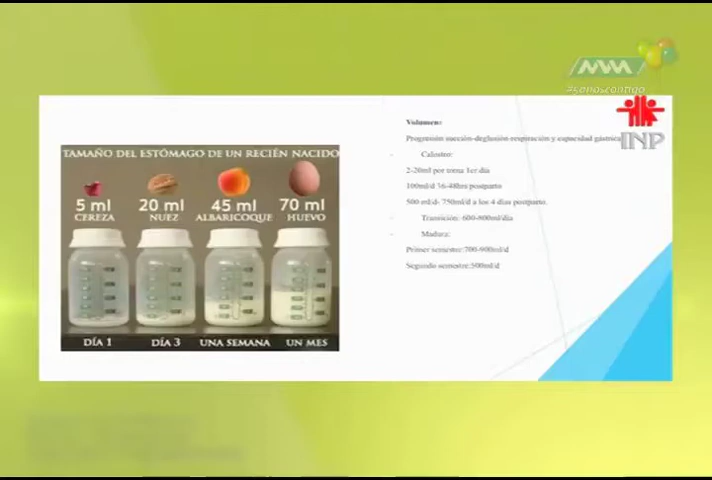 MM
#Somoscontigo
INP
TAMAÑO DEL ESTÓMAGO DE UN RECIÉN NACIDO
5 ml 20 ml 45 ml 70 ml
CEREZA NUEZ ALBARICOQUE HUEVO
DÍA 1 DÍA 3 UNA SEMANA UN MES
Volumen:
Progresión succión-deglusión-respiración y capacidad gástrica
- Calostro:
2-20ml por toma 1er día
100ml/d 36-48hrs postparto
500 ml/d- 750ml/d a los 4 días postparto.
- Transición: 600-800ml/día
- Madura:
Primer semestre:700-900ml/d
Segundo semestre:500ml/d